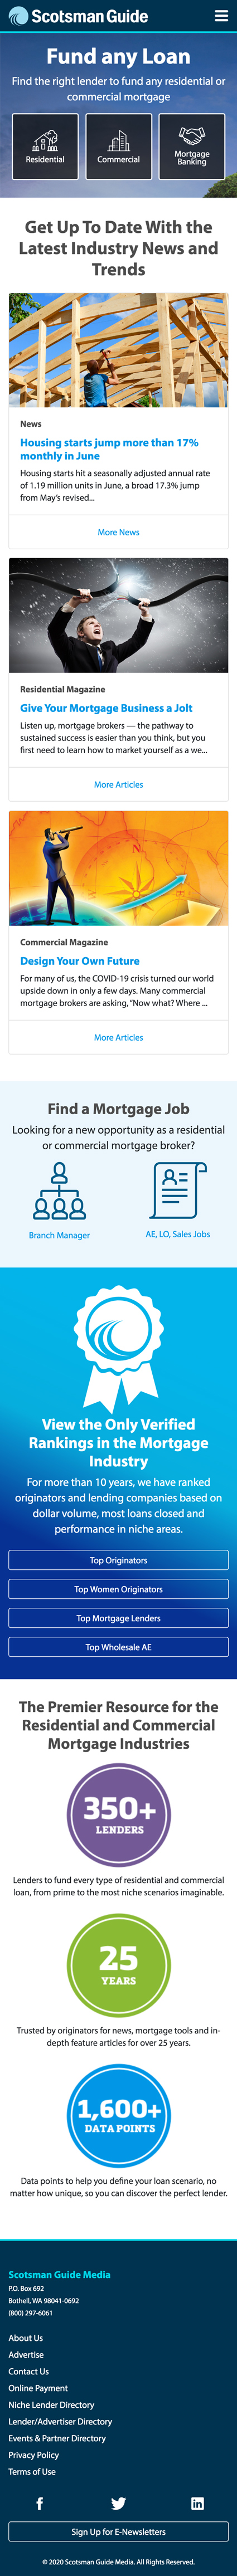 Scotsman Guide
Fund any Loan
Find the right lender to fund any residential or
commercial mortgage
Residential
Commercial
Mortgage
Banking
Get Up To Date With the
Latest Industry News and
Trends
News
Housing starts jump more than 17%
monthly in June
Housing starts hit a seasonally adjusted annual rate
of 1.19 million units in June, a broad 17.3% jump
from May's revised...
More News
Residential Magazine
Give Your Mortgage Business a Jolt
Listen up, mortgage brokers — the pathway to
sustained success is easier than you think, but you
first need to learn how to market yourself as a we...
More Articles
N
Commercial Magazine
Design Your Own Future
For many of us, the COVID-19 crisis turned our world
upside down in only a few days. Many commercial
mortgage brokers are asking, "Now what? Where ...
More Articles
Find a Mortgage Job
Looking for a new opportunity as a residential
or commercial mortgage broker?
Branch Manager
AE, LO, Sales Jobs
View the Only Verified
Rankings in the Mortgage
Industry
For more than 10 years, we have ranked
originators and lending companies based on
dollar volume, most loans closed and
performance in niche areas.
Top Originators
Top Women Originators
Top Mortgage Lenders
Top Wholesale AE
The Premier Resource for the
Residential and Commercial
Mortgage Industries
350+
LENDERS
Lenders to fund every type of residential and commercial
loan, from prime to the most niche scenarios imaginable.
25
YEARS
Trusted by originators for news, mortgage tools and in-
depth feature articles for over 25 years.
1,600+
DATA POINTS
Data points to help you define your loan scenario, no
matter how unique, so you can discover the perfect lender.
Scotsman Guide Media
P.O. Box 692
Bothell, WA 98041-0692
(800) 297-6061
About Us
Advertise
Contact Us
Online Payment
Niche Lender Directory
Lender/Advertiser Directory
Events & Partner Directory
Privacy Policy
Terms of Use
Sign Up for E-Newsletters
© 2020 Scotsman Guide Media. All Rights Reserved.